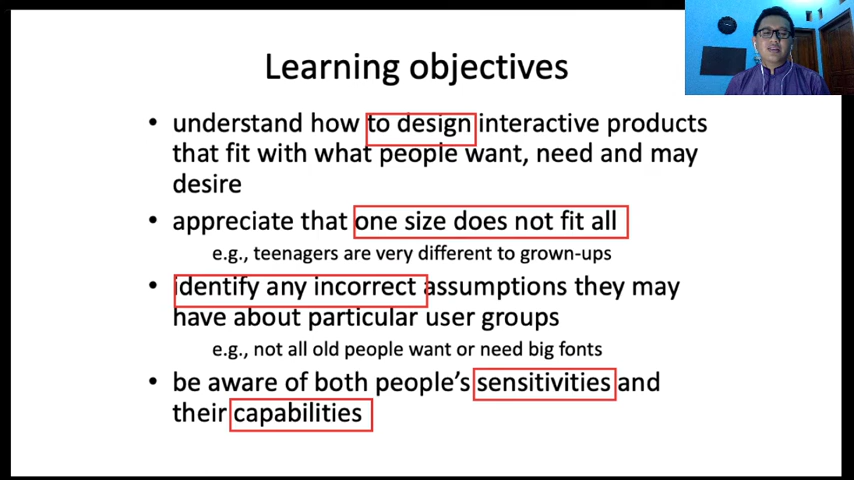 Learning objectives
• understand how to design interactive products
that fit with what people want, need and may
desire
• appreciate that one size does not fit all
e.g., teenagers are very different to grown-ups
• identify any incorrect assumptions they may
have about particular user groups
e.g., not all old people want or need big fonts
• be aware of both people's sensitivities and
their capabilities